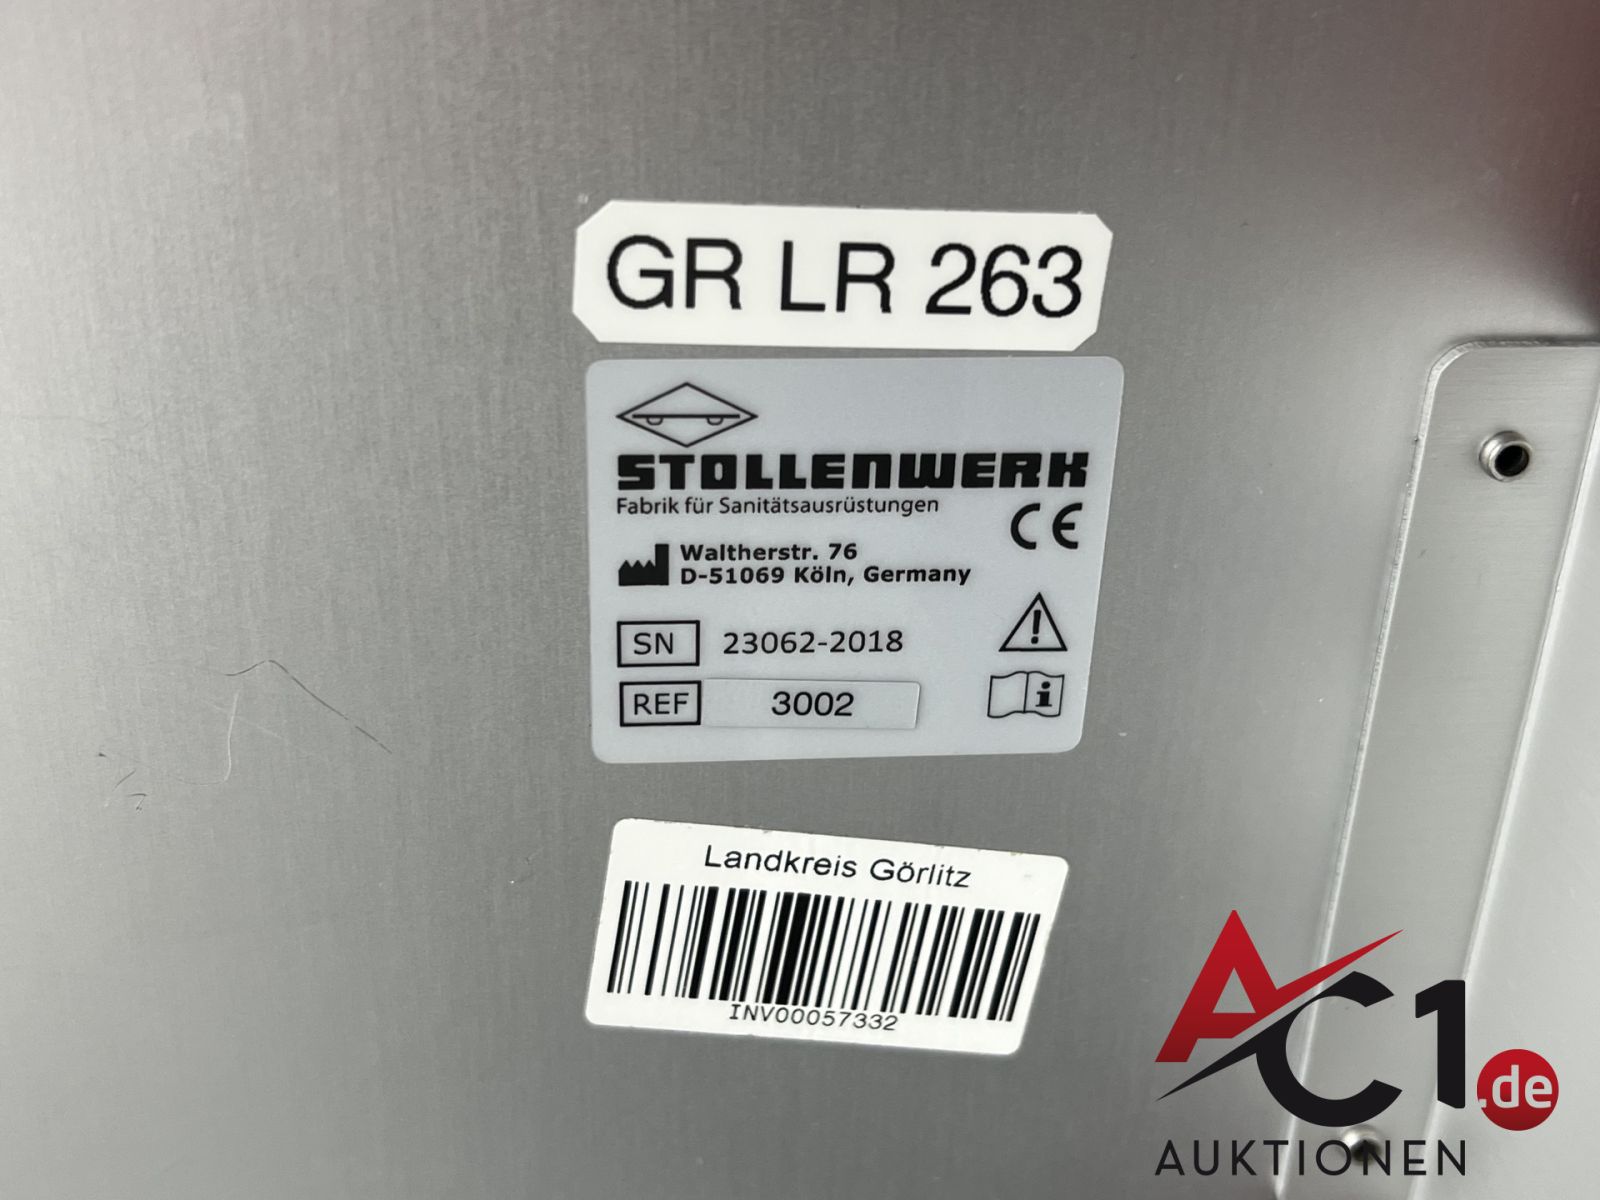 GR LR 263
STOLLENWERK
Fabrik für Sanitätsausrüstungen
CE
Waltherstr. 76
D-51069 Köln, Germany
SN 23062-2018
REF 3002
Landkreis Görlitz
INV00057332
AC1.de
AUKTIONEN